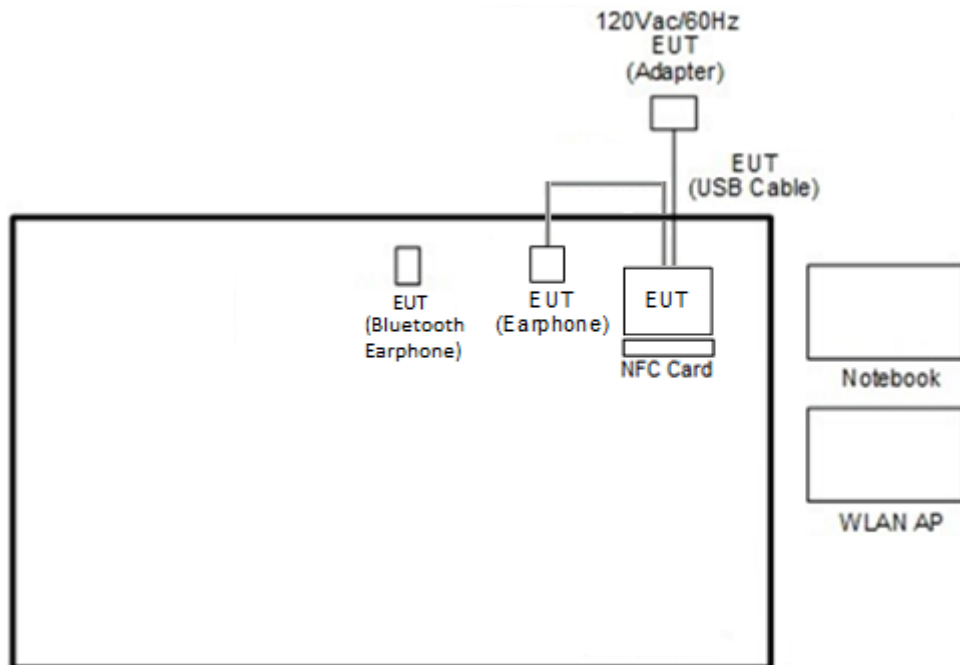 120Vac/60Hz
EUT
(Adapter)
EUT
(USB Cable)
EUT
(Bluetooth
Earphone)
EUT
(Earphone)
EUT
NFC Card
Notebook
WLAN AP